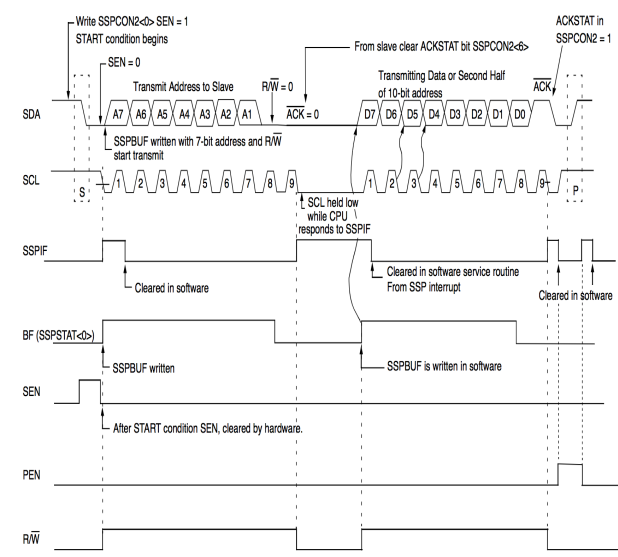 Write SSPCON2<0> SEN = 1
START condition begins
SEN = 0
Transmit Address to Slave
R/W = 0
From slave clear ACKSTAT bit SSPCON2<6>
Transmitting Data or Second Half
of 10-bit address
ACKSTAT in
SSPCON2 = 1
ACK
SDA
A7 A6 A5 A4 A3 A2 A1
ACK = 0
D7 D6 D5 D4 D3 D2 D1 D0
SSPBUF written with 7-bit address and R/W
start transmit
SCL
S
1 2 3 4 5 6 7 8 9
1 2 3 4 5 6 7 8 9
P
SCL held low
while CPU
responds to SSPIF
SSPIF
Cleared in software
Cleared in software service routine
From SSP interrupt
Cleared in software
BF (SSPSTAT<0>)
SSPBUF written
SSPBUF is written in software
SEN
After START condition SEN, cleared by hardware.
PEN
R/W